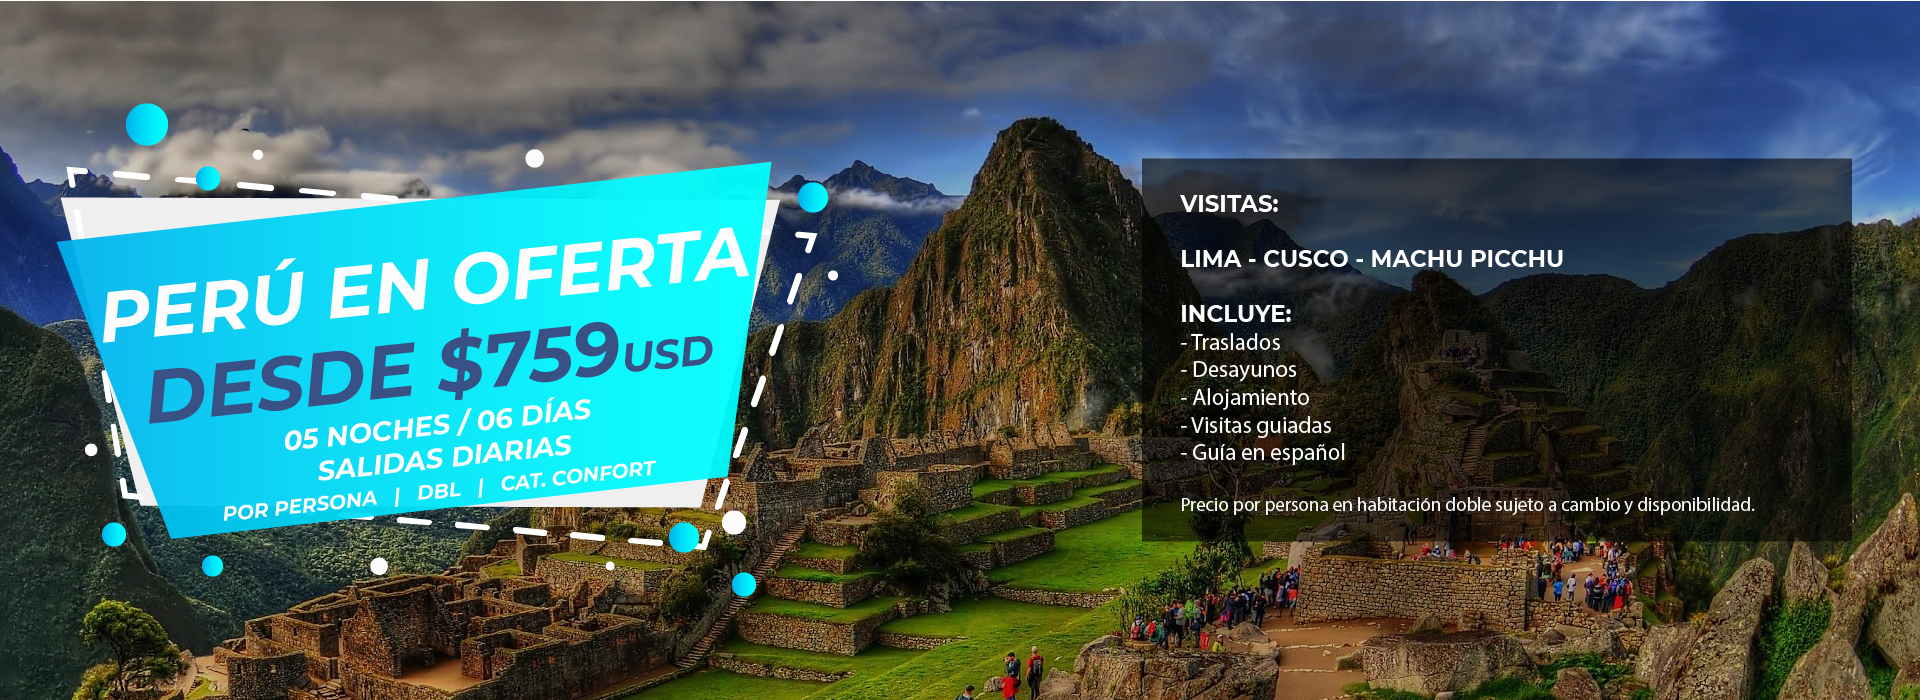 PERÚ EN OFERTA
DESDE $759 USD
05 NOCHES / 06 DÍAS
SALIDAS DIARIAS
POR PERSONA | DBL | CAT. CONFORT
VISITAS:
LIMA - CUSCO - MACHU PICCHU
INCLUYE:
- Traslados
- Desayunos
- Alojamiento
- Visitas guiadas
- Guía en español
Precio por persona en habitación doble sujeto a cambio y disponibilidad.